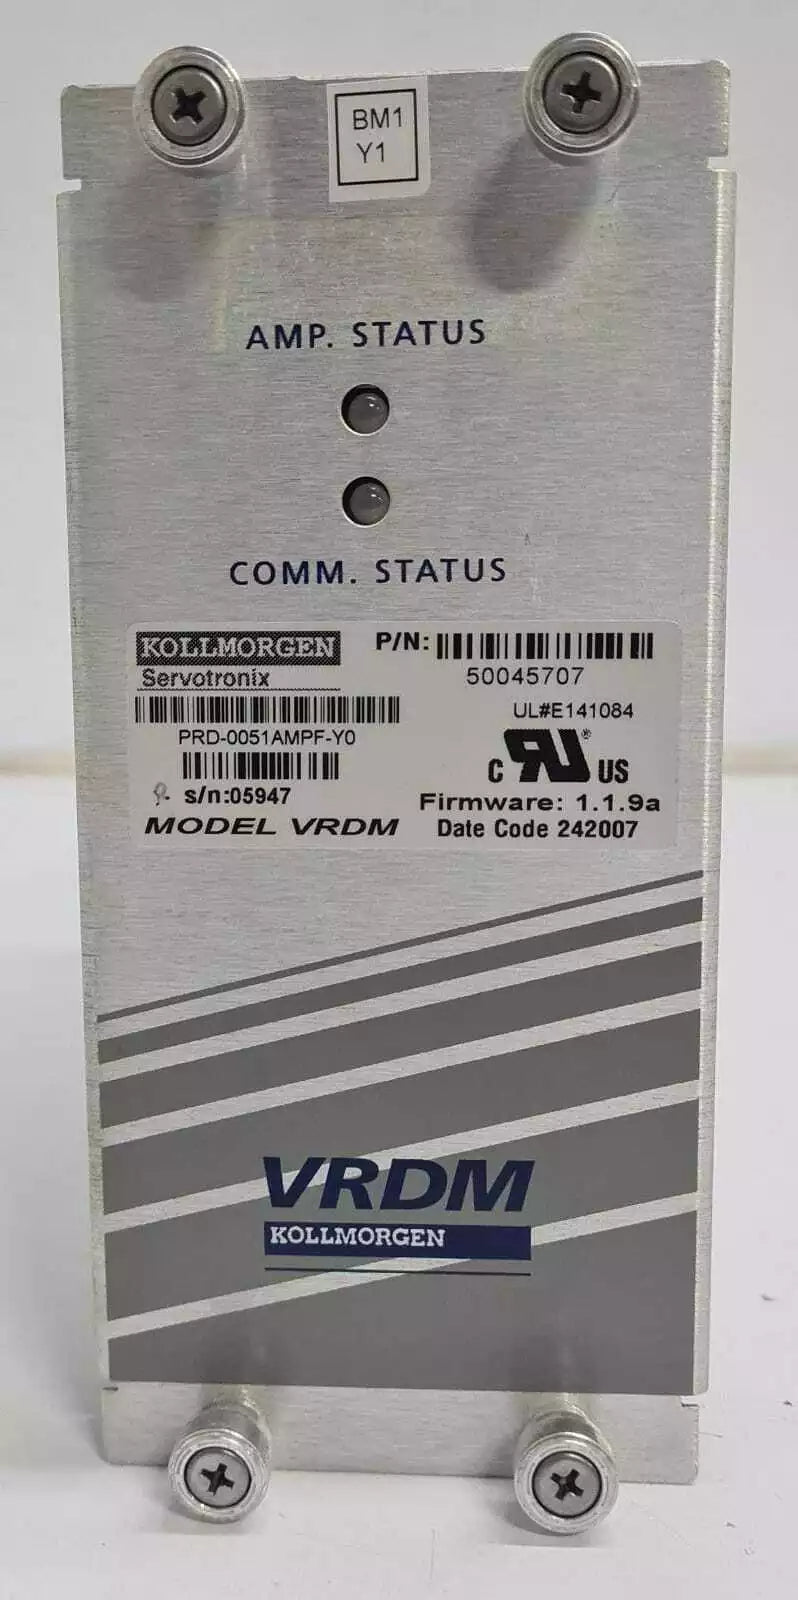 BM1
Y1
AMP. STATUS
COMM. STATUS
KOLLMORGEN
Servotronix
P/N:
50045707
PRD-0051AMPF-Y0
UL#E141084
s/n:05947
C RU® US
MODEL VRDM
Firmware: 1.1.9a
Date Code 242007
VRDM
KOLLMORGEN